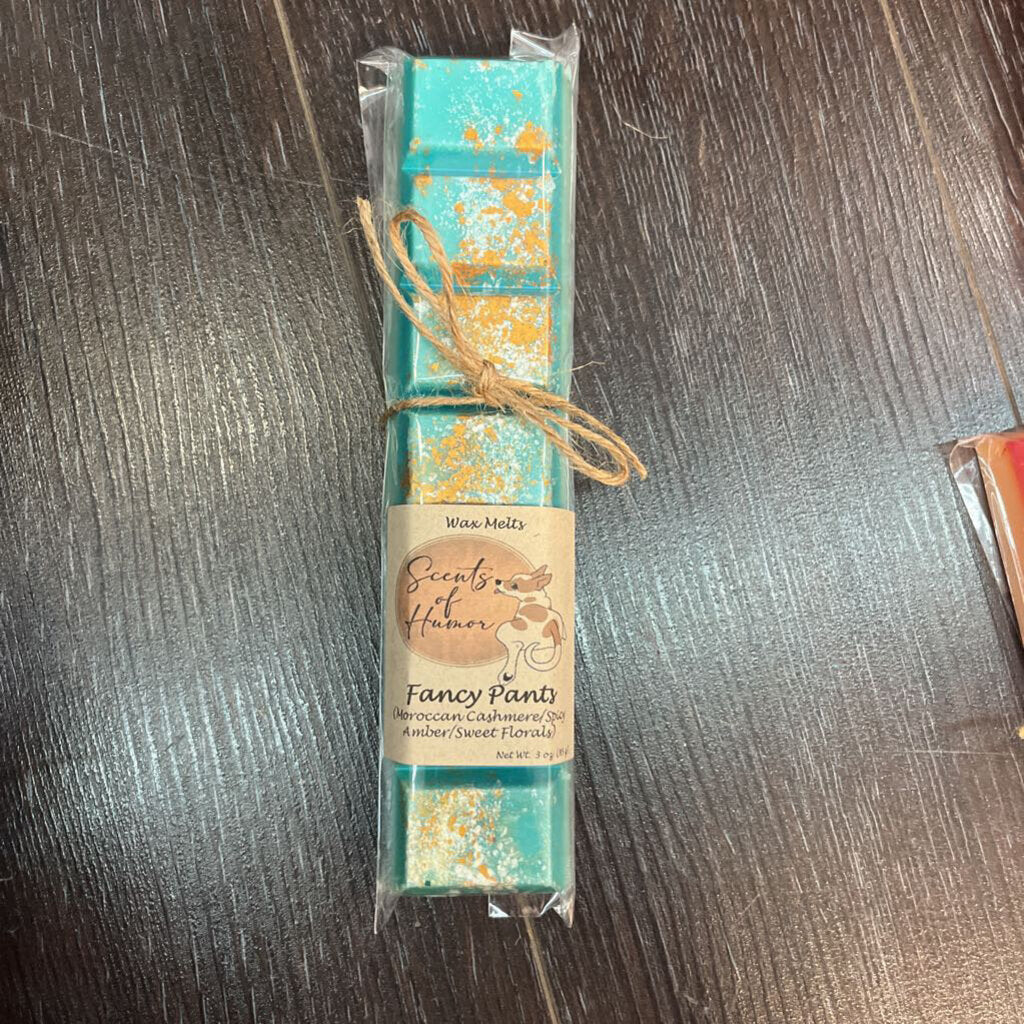 Wax Melts
Scents
of
Humor
Fancy Pants
(Moroccan Cashmere/Spicy
Amber/Sweet Florals)
Net Wt. 3 oz